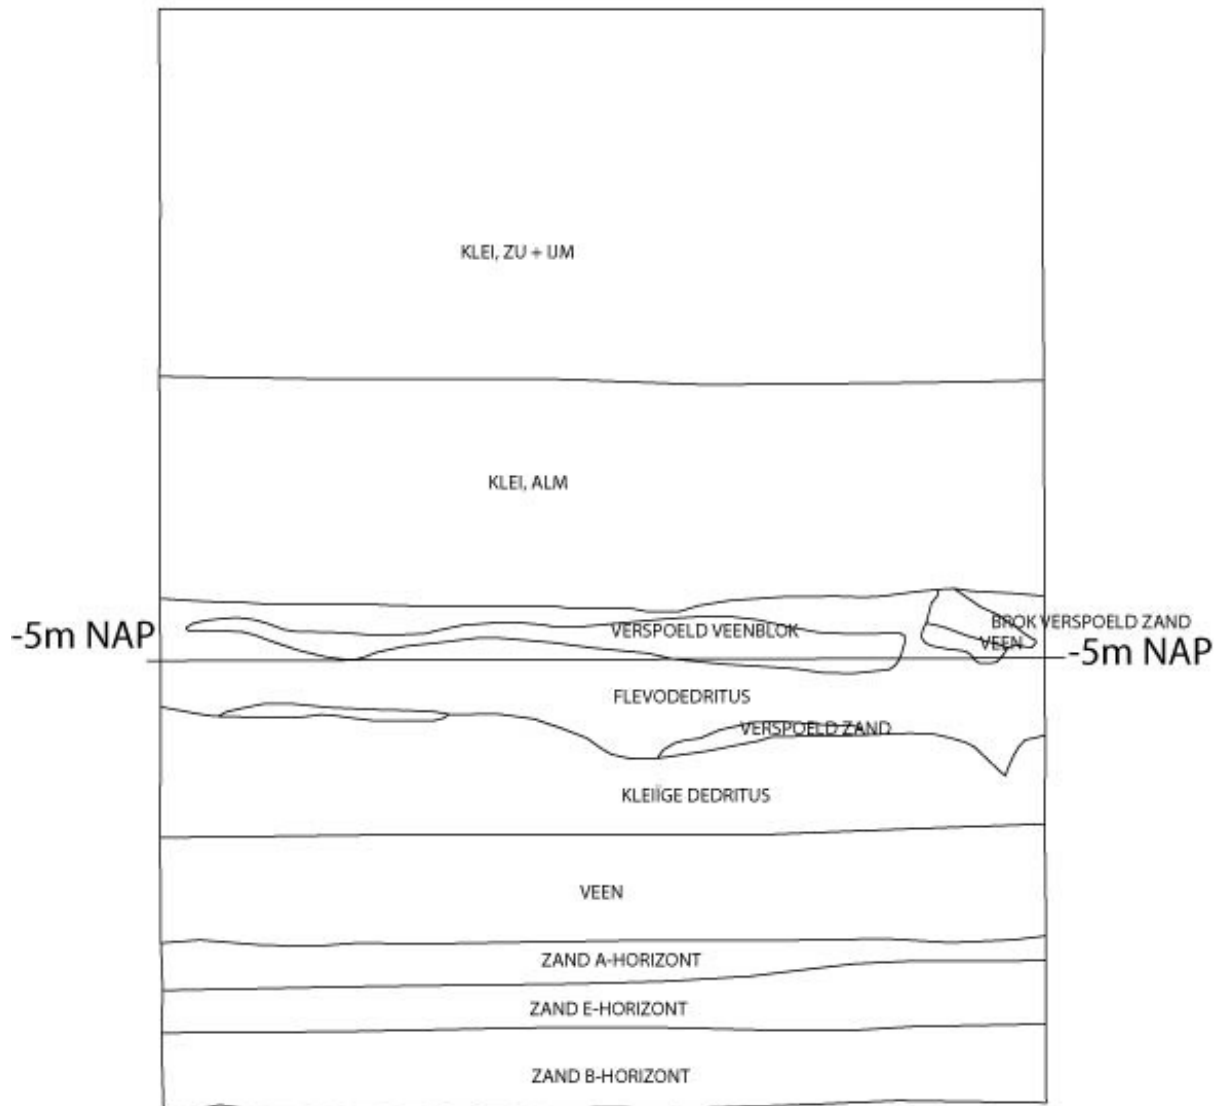 KLEI, ZU + IJM
KLEI, ALM
BROK VERSPOELD ZAND
VERSPOELD VEENBLOK
-5m NAP
VEEN
-5m NAP
FLEVODEDRITUS
VERSPOELD ZAND
KLEIÏGE DEDRITUS
VEEN
ZAND A-HORIZONT
ZAND E-HORIZONT
ZAND B-HORIZONT